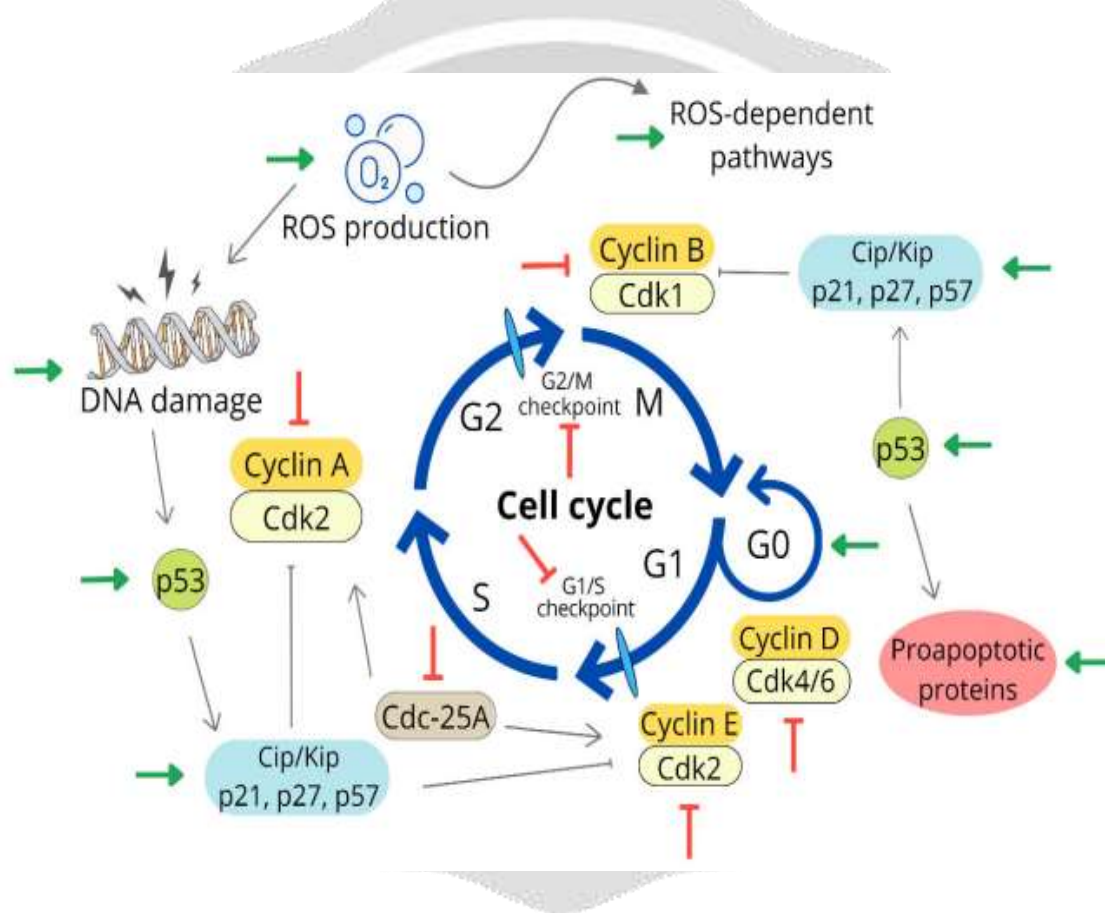 ROS-dependent
pathways
O2
ROS production
Cyclin B
Cdk1
Cip/Kip
p21, p27, p57
DNA damage
G2/M
checkpoint
G2
M
Cyclin A
Cdk2
p53
Cell cycle
G0
G1
p53
S
G1/S
checkpoint
Cyclin D
Cdk4/6
Proapoptotic
proteins
Cdc-25A
Cyclin E
Cdk2
Cip/Kip
p21, p27, p57